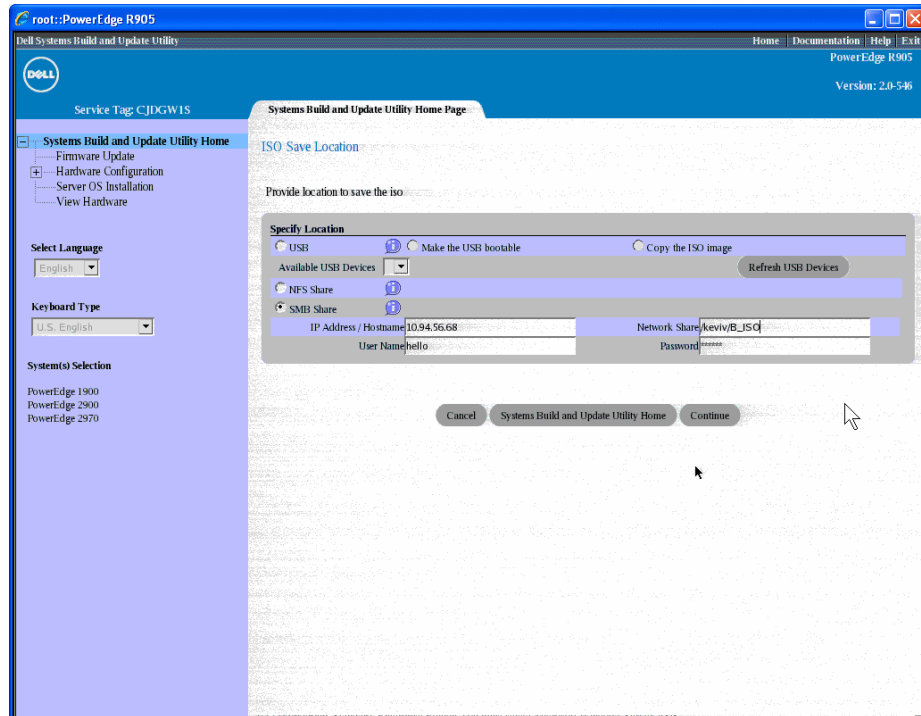 root::PowerEdge R905
Dell Systems Build and Update Utility
Home | Documentation | Help | Exit
DELL
PowerEdge R905
Version: 2.0-546
Service Tag: CJDGW1S
Systems Build and Update Utility Home Page
Systems Build and Update Utility Home
Firmware Update
Hardware Configuration
Server OS Installation
View Hardware
Select Language
English
Keyboard Type
U.S. English
System(s) Selection
PowerEdge 1900
PowerEdge 2900
PowerEdge 2970
ISO Save Location
Provide location to save the iso
Specify Location
USB Make the USB bootable Copy the ISO image
Available USB Devices Refresh USB Devices
NFS Share
SMB Share
IP Address / Hostname 10.94.56.68 Network Share /keviv/B_ISO
User Name hello Password ******
Cancel Systems Build and Update Utility Home Continue